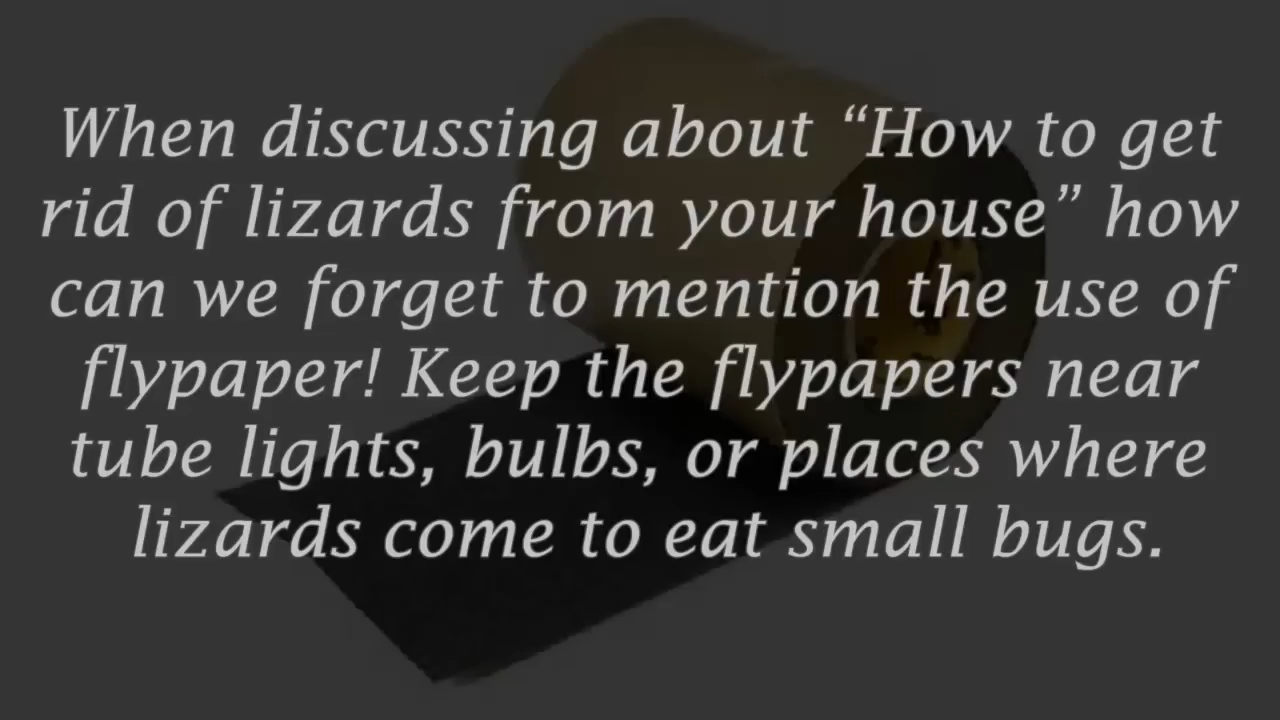 When discussing about “How to get
rid of lizards from your house” how
can we forget to mention the use of
flypaper! Keep the flypapers near
tube lights, bulbs, or places where
lizards come to eat small bugs.